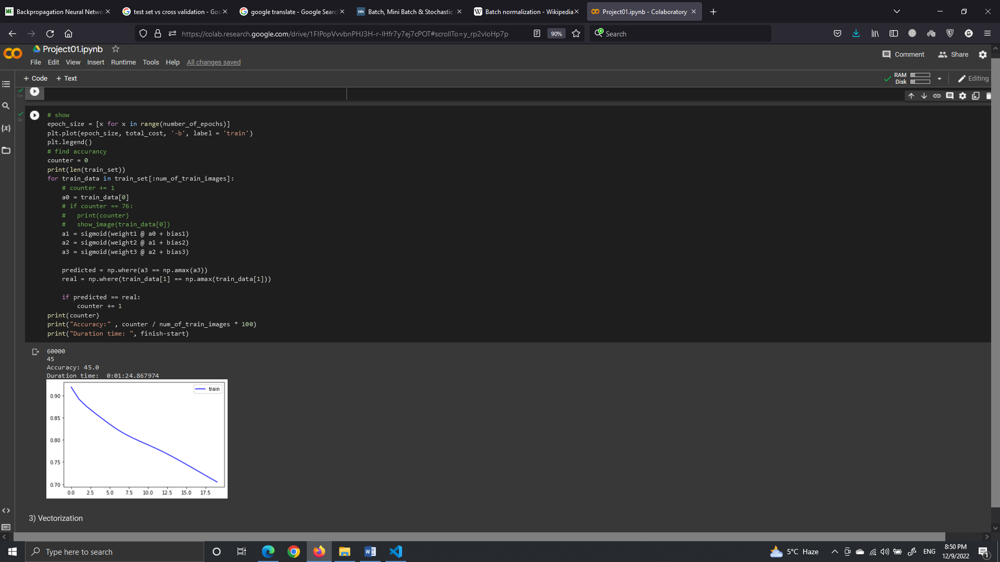 Backpropagation Neural Netwo
test set vs cross validation - Goo
google translate - Google Searc
Batch, Mini Batch & Stochastic
Batch normalization - Wikipedia
Project01.ipynb - Colaboratory
https://colab.research.google.com/drive/1FIPopVvvbnPHJ3H-r-IHfr7y7ej7cPOT#scrollTo=y_rp2vIoHp7p
90%
Search
Project01.ipynb
Comment
Share
File Edit View Insert Runtime Tools Help All changes saved
+ Code + Text
RAM
Disk
Editing
1m
0s
# show
epoch_size = [x for x in range(number_of_epochs)]
plt.plot(epoch_size, total_cost, '-b', label = 'train')
plt.legend()
# find accurancy
counter = 0
print(len(train_set))
for train_data in train_set[:num_of_train_images]:
    # counter += 1
    a0 = train_data[0]
    # if counter == 76:
    #   print(counter)
    #   show_image(train_data[0])
    a1 = sigmoid(weight1 @ a0 + bias1)
    a2 = sigmoid(weight2 @ a1 + bias2)
    a3 = sigmoid(weight3 @ a2 + bias3)
    predicted = np.where(a3 == np.amax(a3))
    real = np.where(train_data[1] == np.amax(train_data[1]))
    if predicted == real:
        counter += 1
print(counter)
print("Accuracy:" , counter / num_of_train_images * 100)
print("Duration time: ", finish-start)
60000
45
Accuracy: 45.0
Duration time:  0:01:24.867974
train
0.90
0.85
0.80
0.75
0.70
0.0 2.5 5.0 7.5 10.0 12.5 15.0 17.5
3) Vectorization
Type here to search
5°C Haze
ENG
8:50 PM
12/9/2022
1